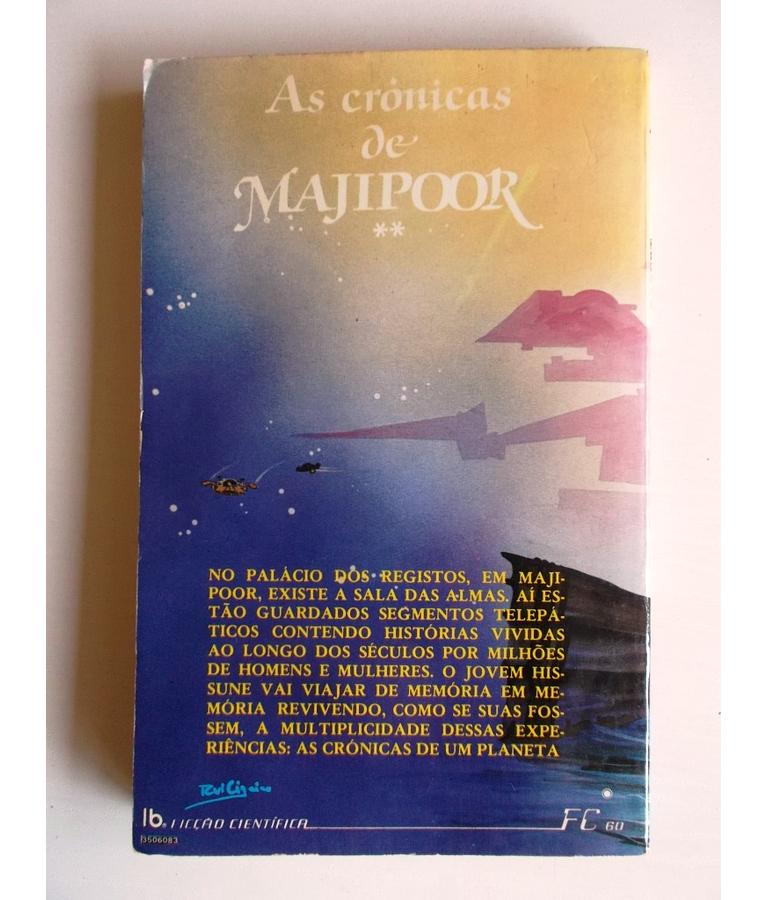 As crónicas
de
MAJIPOOR
**
NO PALÁCIO DOS REGISTOS, EM MAJI-
POOR, EXISTE A SALA DAS ALMAS. AÍ ES-
TÃO GUARDADOS SEGMENTOS TELEPÁ-
TICOS CONTENDO HISTÓRIAS VIVIDAS
AO LONGO DOS SÉCULOS POR MILHÕES
DE HOMENS E MULHERES. O JOVEM HIS-
SUNE VAI VIAJAR DE MEMÓRIA EM ME-
MÓRIA REVIVENDO, COMO SE SUAS FOS-
SEM, A MULTIPLICIDADE DESSAS EXPE-
RIÊNCIAS: AS CRÓNICAS DE UM PLANETA
lb. FICÇÃO CIENTÍFICA FC 60
3506083